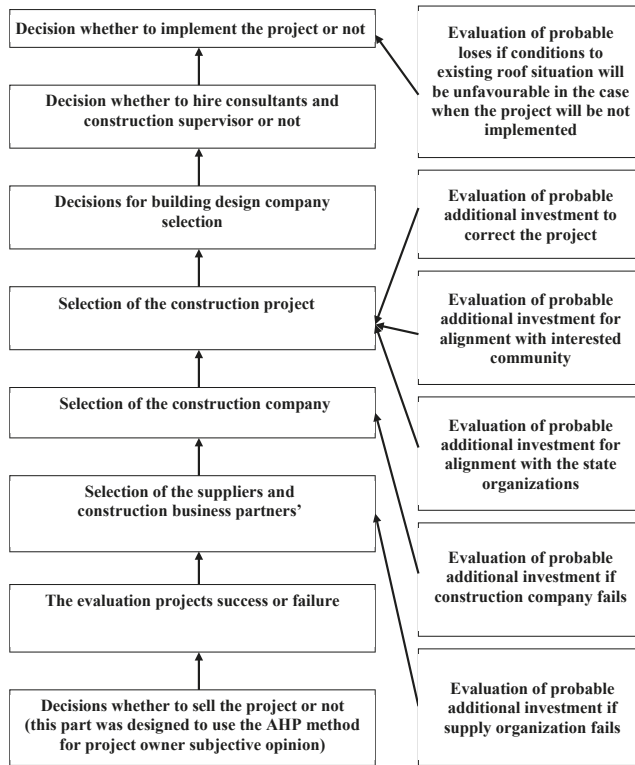 Decision whether to implement the project or not
Decision whether to hire consultants and
construction supervisor or not
Decisions for building design company
selection
Selection of the construction project
Selection of the construction company
Selection of the suppliers and
construction business partners’
The evaluation projects success or failure
Decisions whether to sell the project or not
(this part was designed to use the AHP method
for project owner subjective opinion)
Evaluation of probable
loses if conditions to
existing roof situation will
be unfavourable in the case
when the project will be not
implemented
Evaluation of probable
additional investment to
correct the project
Evaluation of probable
additional investment for
alignment with interested
community
Evaluation of probable
additional investment for
alignment with the state
organizations
Evaluation of probable
additional investment if
construction company fails
Evaluation of probable
additional investment if
supply organization fails